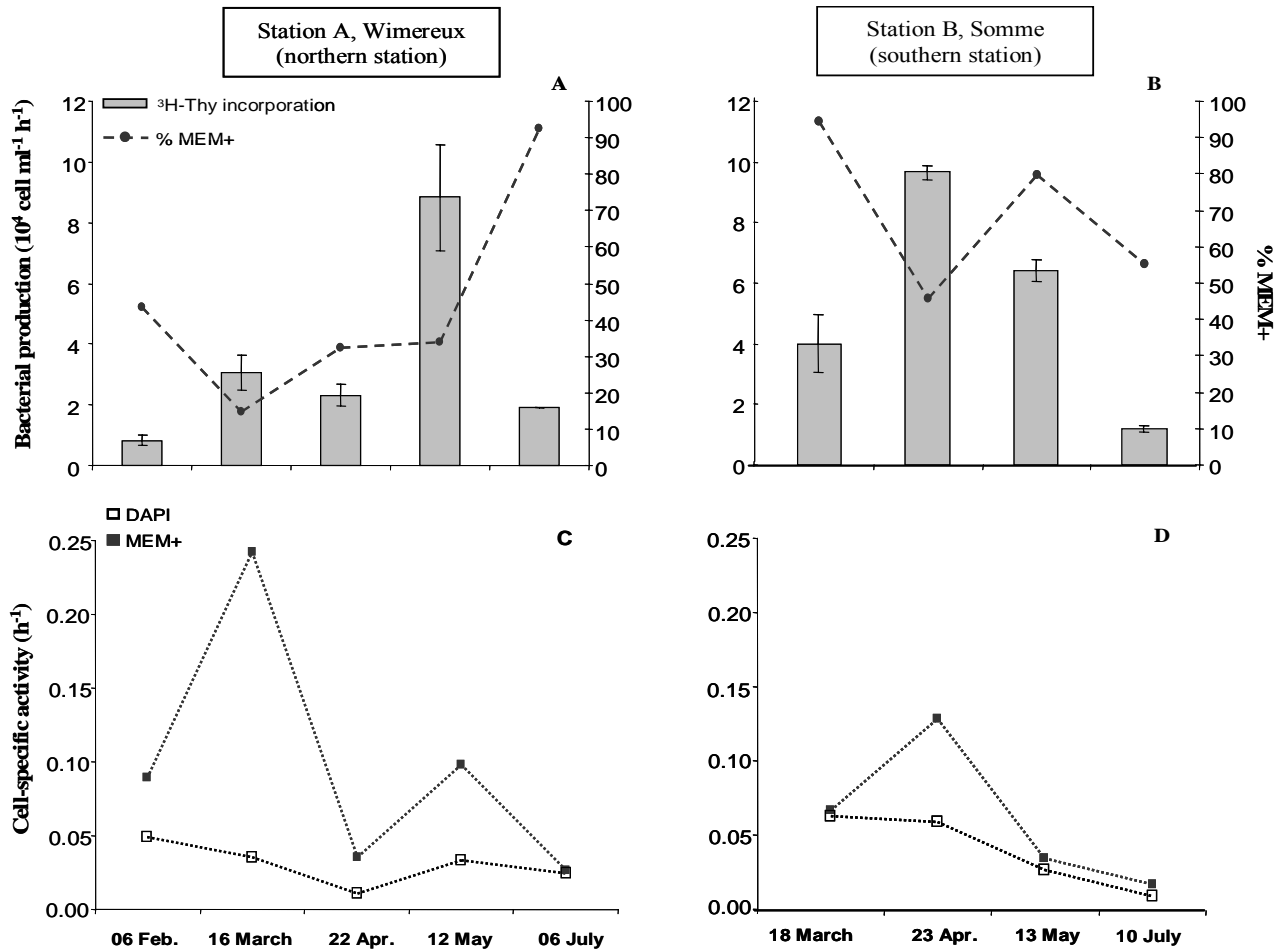 Station A, Wimereux
(northern station)
Station B, Somme
(southern station)
A
12
10
8
6
4
2
0
Bacterial production (10⁴ cell ml⁻¹ h⁻¹)
³H-Thy incorporation
% MEM+
100
90
80
70
60
50
40
30
20
10
0
B
12
10
8
6
4
2
0
100
90
80
70
60
50
40
30
20
10
0
% MEM+
DAPI
MEM+
C
0.25
0.20
0.15
0.10
0.05
0.00
Cell-specific activity (h⁻¹)
06 Feb.
16 March
22 Apr.
12 May
06 July
D
0.25
0.20
0.15
0.10
0.05
0.00
18 March
23 Apr.
13 May
10 July